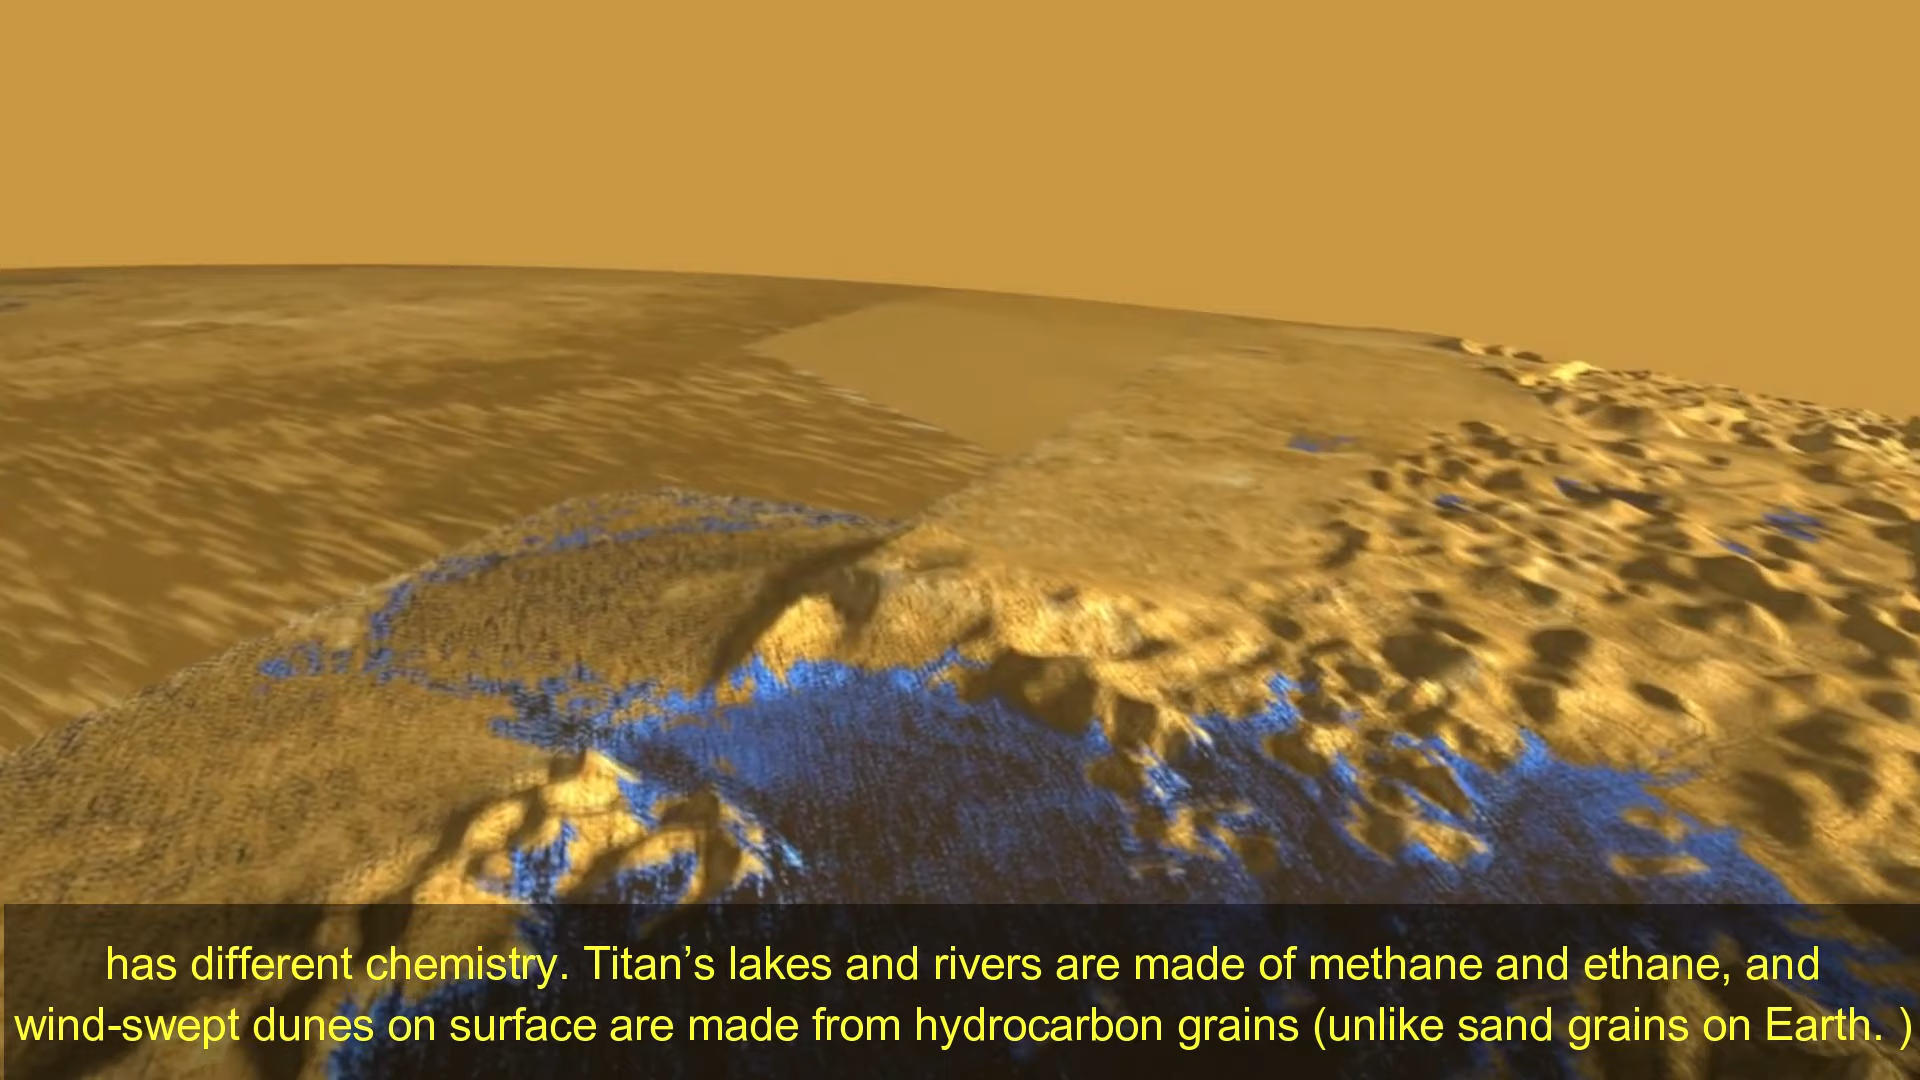 has different chemistry. Titan’s lakes and rivers are made of methane and ethane, and
wind-swept dunes on surface are made from hydrocarbon grains (unlike sand grains on Earth. )